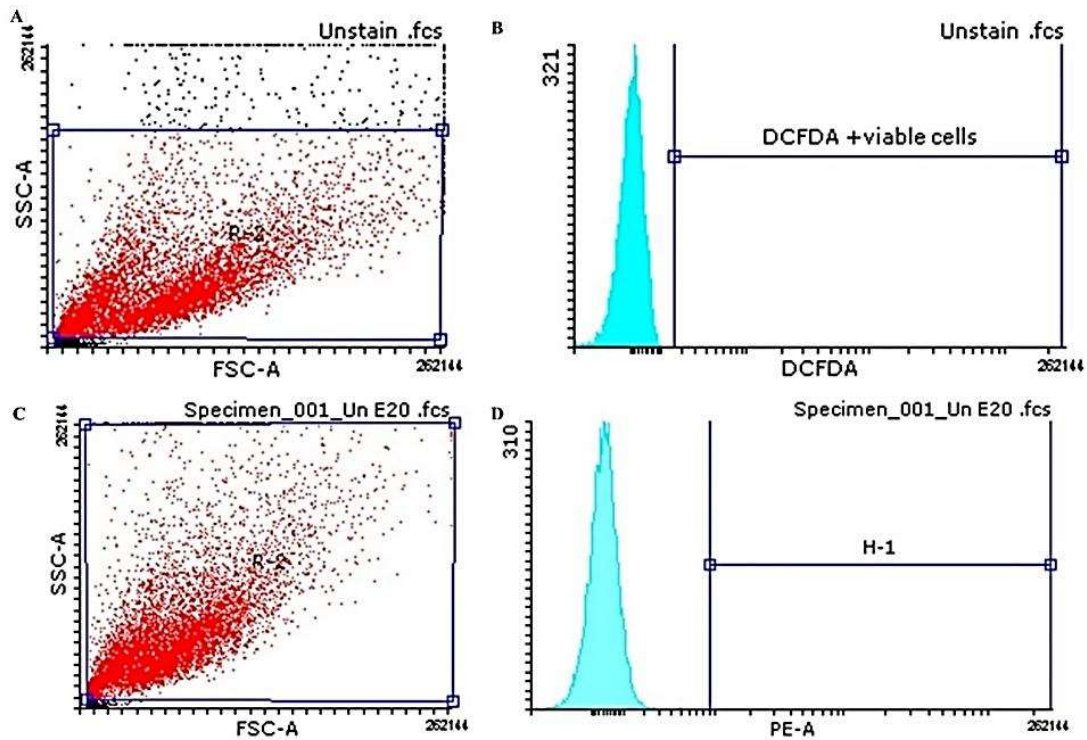 A
Unstain .fcs
262144
SSC-A
R-2
FSC-A
262144
B
Unstain .fcs
321
DCFDA +viable cells
DCFDA
262144
C
Specimen_001_Un E20 .fcs
262144
SSC-A
R-2
FSC-A
262144
D
Specimen_001_Un E20 .fcs
310
H-1
PE-A
262144